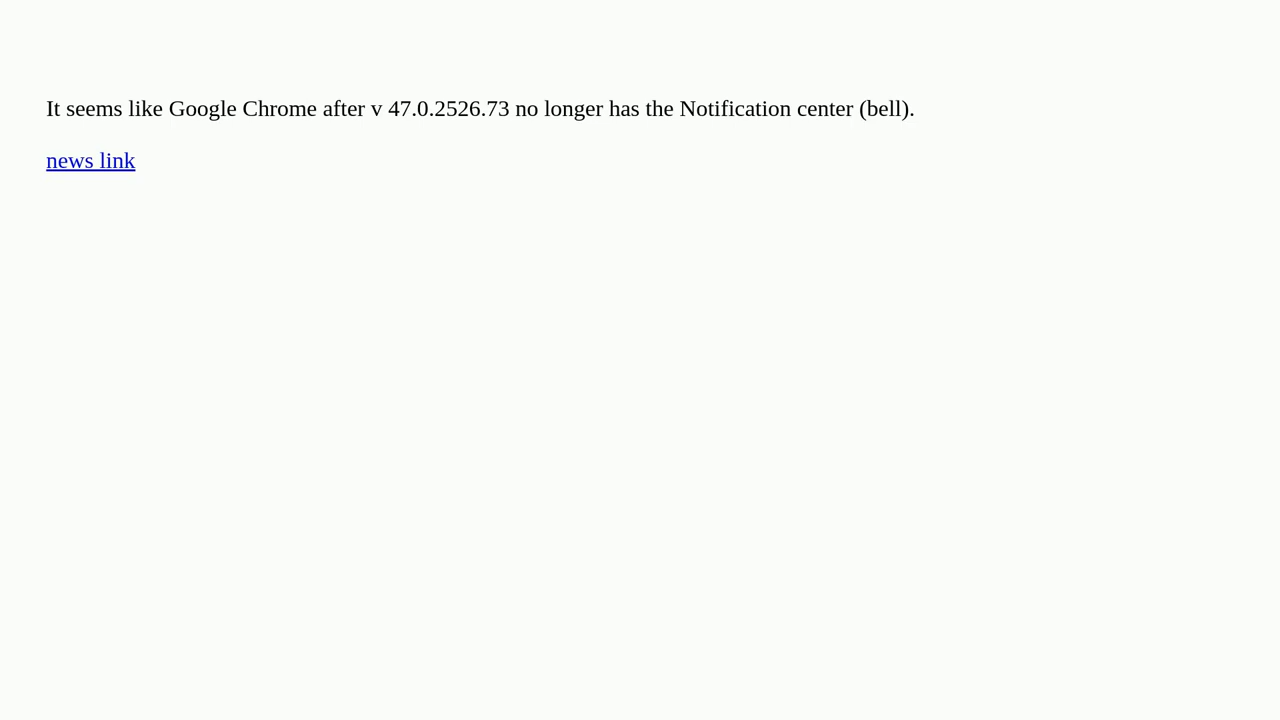 It seems like Google Chrome after v 47.0.2526.73 no longer has the Notification center (bell).
news link